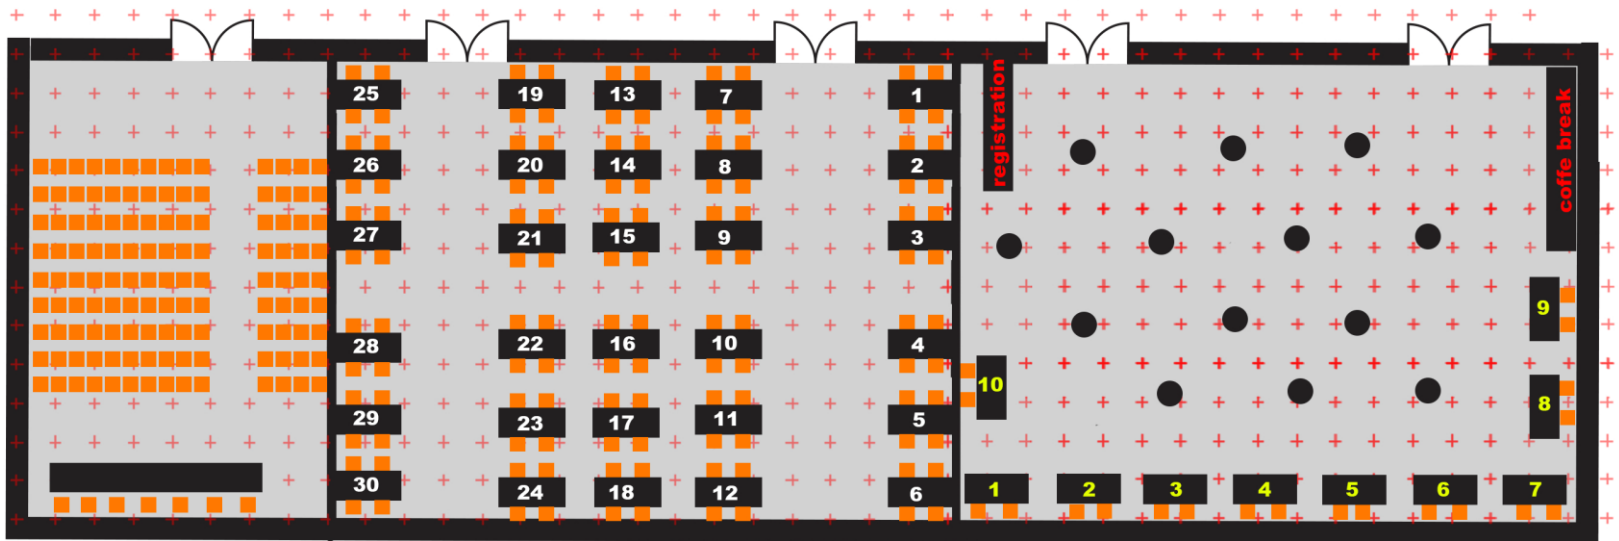 registration
coffe break
25 19 13 7 1
26 20 14 8 2
27 21 15 9 3
28 22 16 10 4
29 23 17 11 5
30 24 18 12 6
9
10
8
1 2 3 4 5 6 7